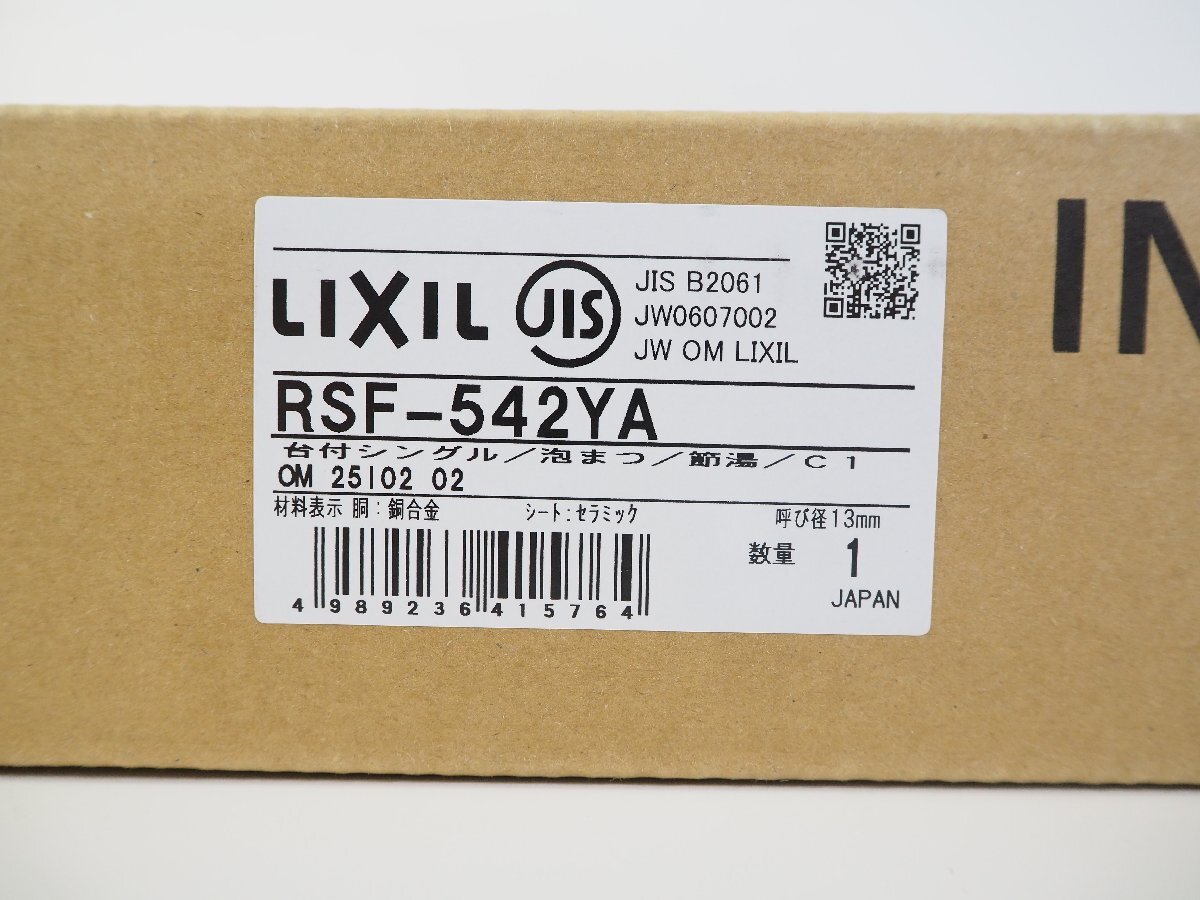 LIXIL JIS
JIS B2061
JW0607002
JW OM LIXIL
RSF-542YA
台付シングル/泡まつ/節湯/C1
OM 25I02 02
材料表示 胴:銅合金 シート:セラミック 呼び径13mm
数量 1
4 989236 415764
JAPAN
IN